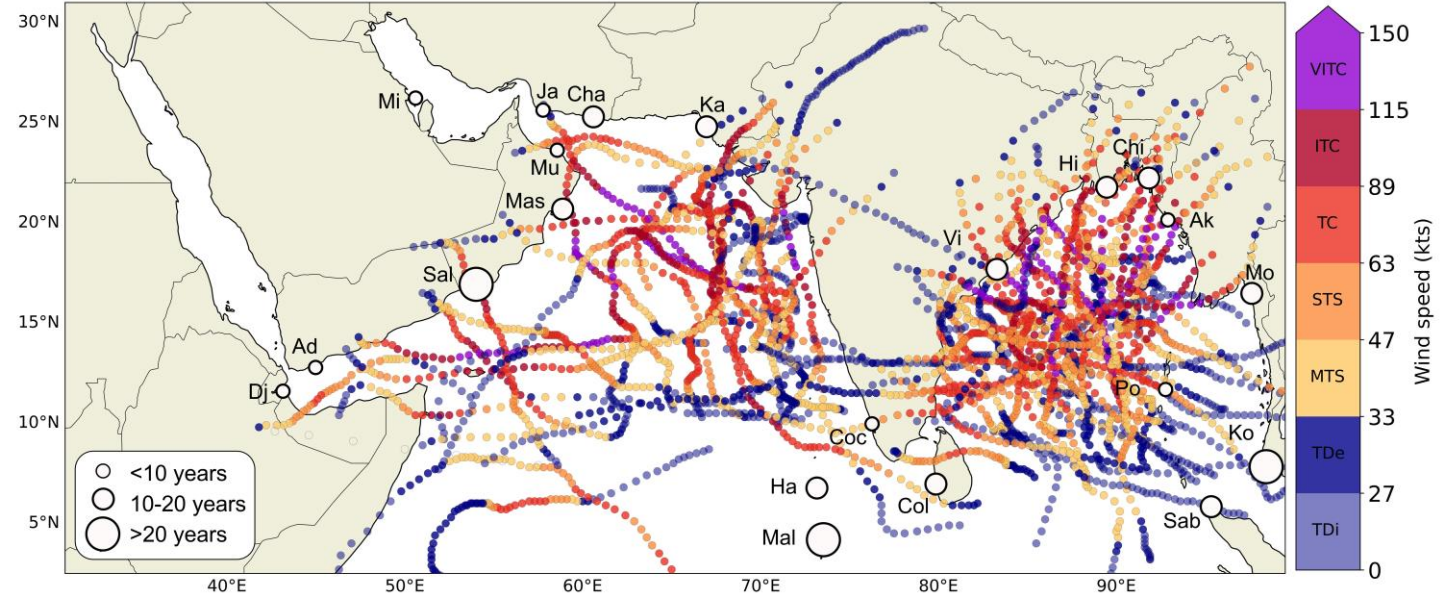 30°N
25°N
20°N
15°N
10°N
5°N
40°E
50°E
60°E
70°E
80°E
90°E
Mi
Ja
Cha
Ka
Mu
Mas
Sal
Ad
Dj
Hi
Chi
Ak
Vi
Mo
Po
Coc
Ko
Ha
Col
Mal
Sab
<10 years
10-20 years
>20 years
150
VITC
115
ITC
89
TC
63
STS
47
MTS
33
TDe
27
TDi
0
Wind speed (kts)